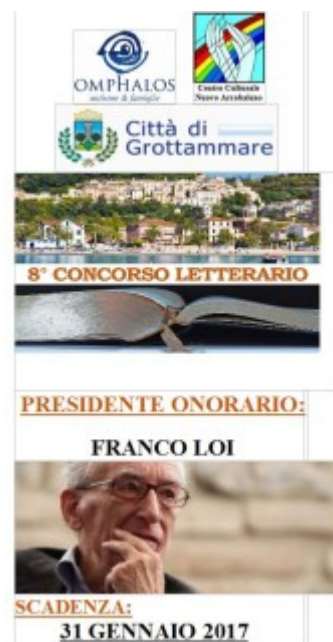 OMPHALOS
autismo & famiglie
Centro Culturale
Nuovo Arcobaleno
Città di
Grottammare
8° CONCORSO LETTERARIO
PRESIDENTE ONORARIO:
FRANCO LOI
SCADENZA:
31 GENNAIO 2017